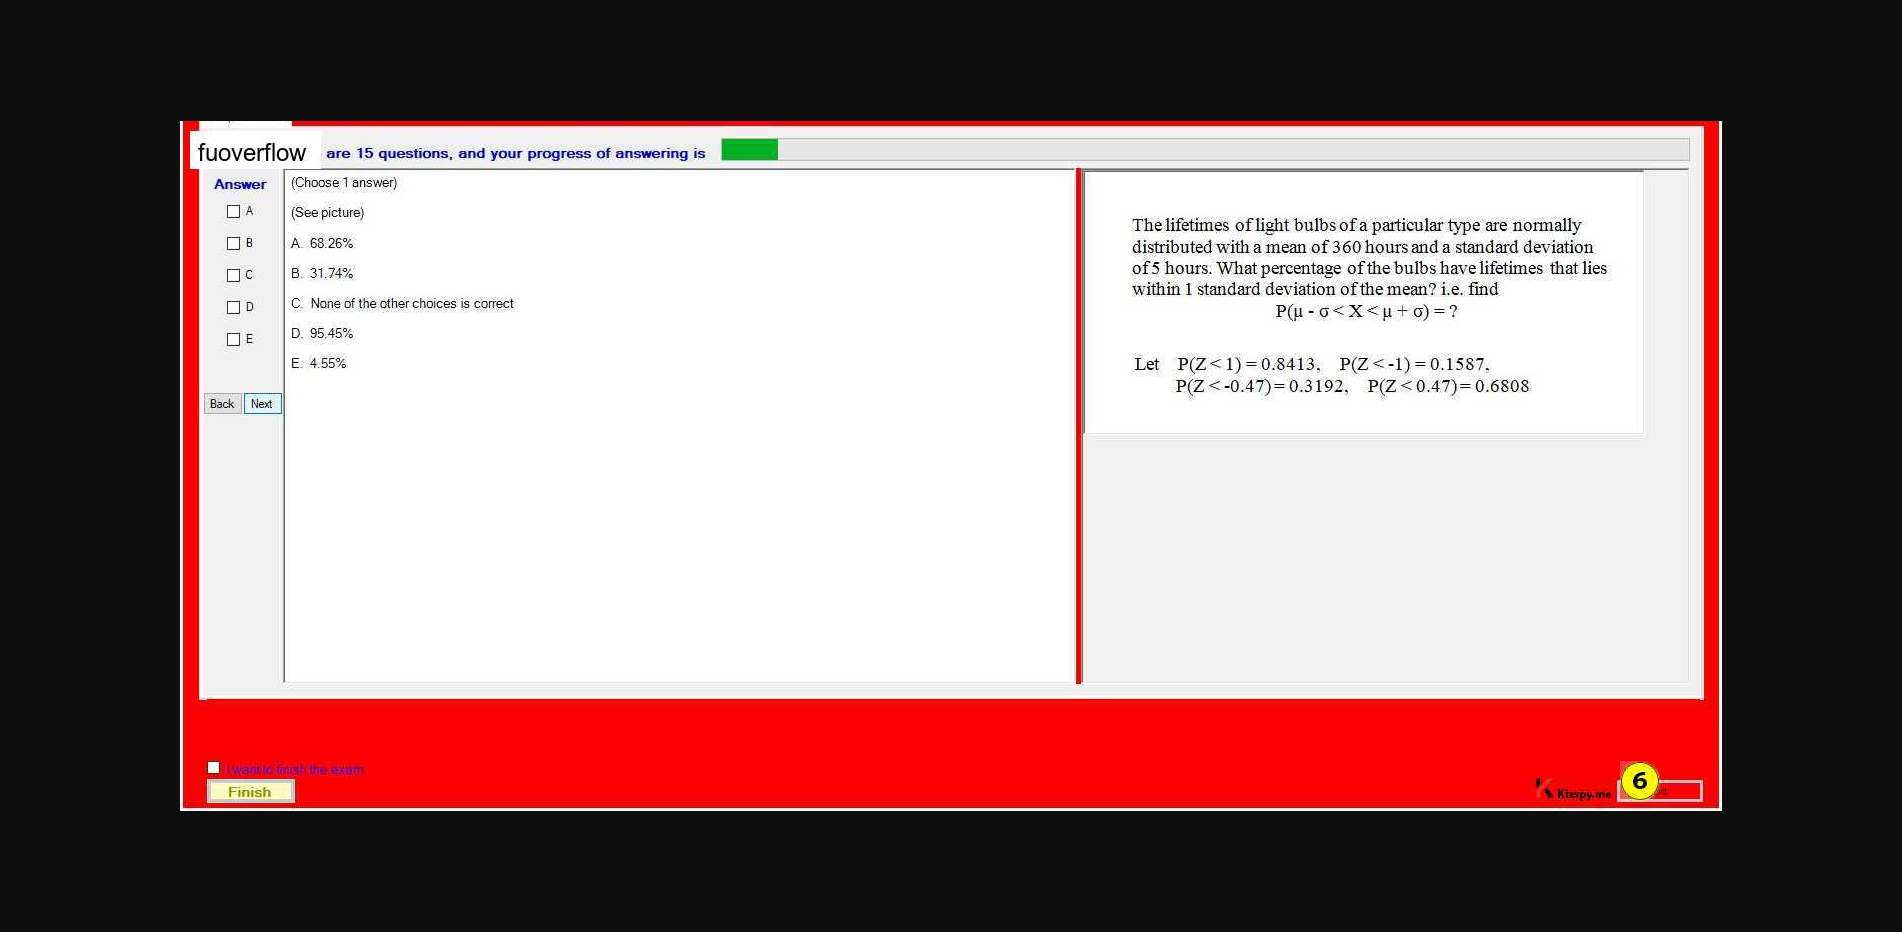 fuoverflow are 15 questions, and your progress of answering is
Answer
A
B
C
D
E
Back Next
(Choose 1 answer)
(See picture)
A. 68.26%
B. 31.74%
C. None of the other choices is correct
D. 95.45%
E. 4.55%
The lifetimes of light bulbs of a particular type are normally
distributed with a mean of 360 hours and a standard deviation
of 5 hours. What percentage of the bulbs have lifetimes that lies
within 1 standard deviation of the mean? i.e. find
P(μ - σ < X < μ + σ) = ?
Let P(Z < 1) = 0.8413, P(Z < -1) = 0.1587,
P(Z < -0.47) = 0.3192, P(Z < 0.47) = 0.6808
I want to finish the exam
Finish
Kizspy.me
6